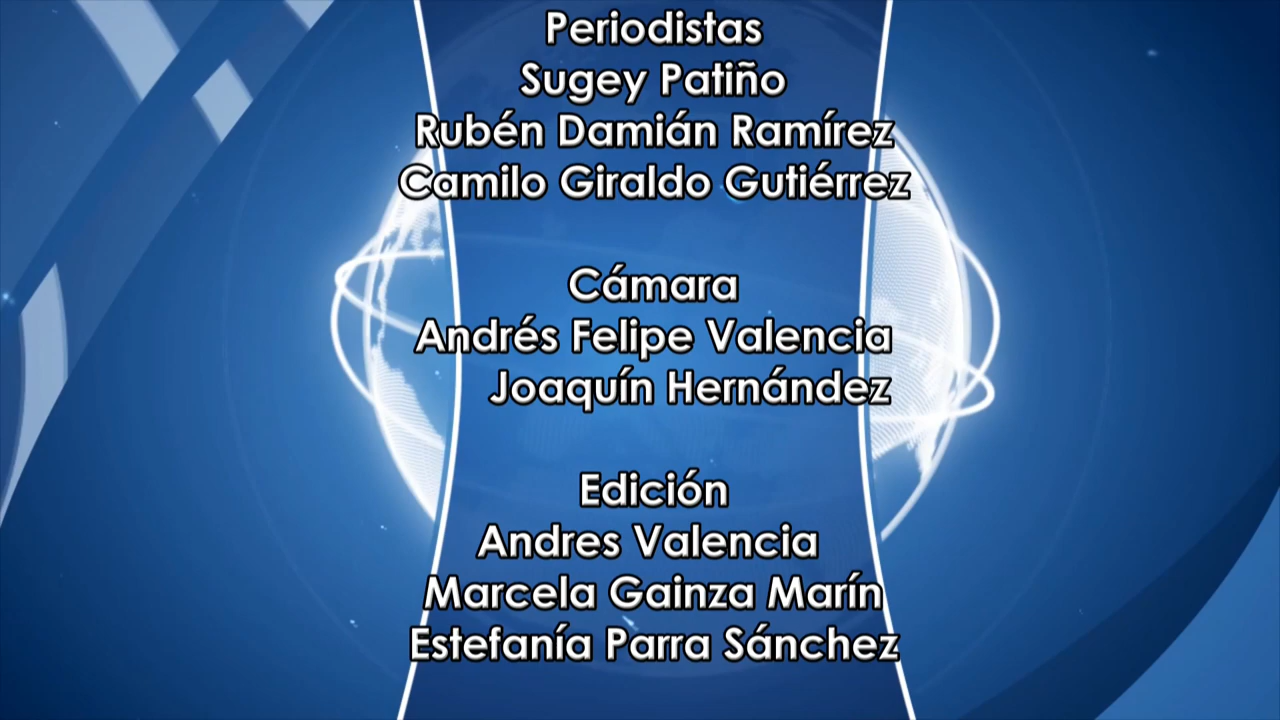 Periodistas
Sugey Patiño
Rubén Damián Ramírez
Camilo Giraldo Gutiérrez
Cámara
Andrés Felipe Valencia
Joaquín Hernández
Edición
Andres Valencia
Marcela Gainza Marín
Estefanía Parra Sánchez